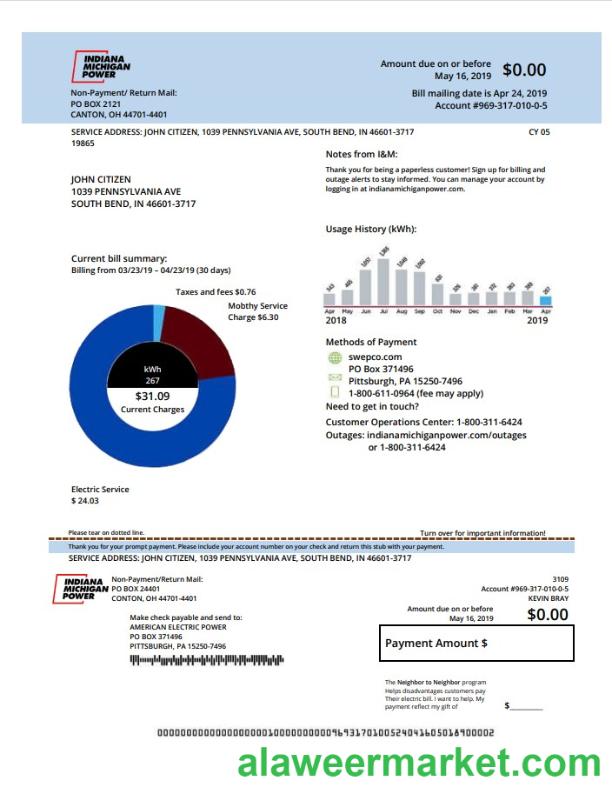 INDIANA
MICHIGAN
POWER
Amount due on or before
May 16, 2019
$0.00
Non-Payment/ Return Mail:
PO BOX 2121
CANTON, OH 44701-4401
Bill mailing date is Apr 24, 2019
Account #969-317-010-0-5
SERVICE ADDRESS: JOHN CITIZEN, 1039 PENNSYLVANIA AVE, SOUTH BEND, IN 46601-3717
CY 05
19865
Notes from I&M:
Thank you for being a paperless customer! Sign up for billing and
outage alerts to stay informed. You can manage your account by
logging in at indianamichiganpower.com.
JOHN CITIZEN
1039 PENNSYLVANIA AVE
SOUTH BEND, IN 46601-3717
Usage History (kWh):
Apr May Jun Jul Aug Sep Oct Nov Dec Jan Feb Mar Apr
2018 2019
Current bill summary:
Billing from 03/23/19 – 04/23/19 (30 days)
Taxes and fees $0.76
Mobthy Service
Charge $6.30
kWh
267
$31.09
Current Charges
Electric Service
$ 24.03
Methods of Payment
swepco.com
PO Box 371496
Pittsburgh, PA 15250-7496
1-800-611-0964 (fee may apply)
Need to get in touch?
Customer Operations Center: 1-800-311-6424
Outages: indianamichiganpower.com/outages
or 1-800-311-6424
Please tear on dotted line.
Turn over for important information!
Thank you for your prompt payment. Please include your account number on your check and return this stub with your payment.
SERVICE ADDRESS: JOHN CITIZEN, 1039 PENNSYLVANIA AVE, SOUTH BEND, IN 46601-3717
INDIANA
MICHIGAN
POWER
Non-Payment/Return Mail:
PO BOX 24401
CONTON, OH 44701-4401
3109
Account #969-317-010-0-5
KEVIN BRAY
Amount due on or before
May 16, 2019
$0.00
Make check payable and send to:
AMERICAN ELECTRIC POWER
PO BOX 371496
PITTSBURGH, PA 15250-7496
Payment Amount $
The Neighbor to Neighbor program
Helps disadvantages customers pay
Their electric bill. I want to help. My
payment reflect my gift of
$_______
alaweermarket.com